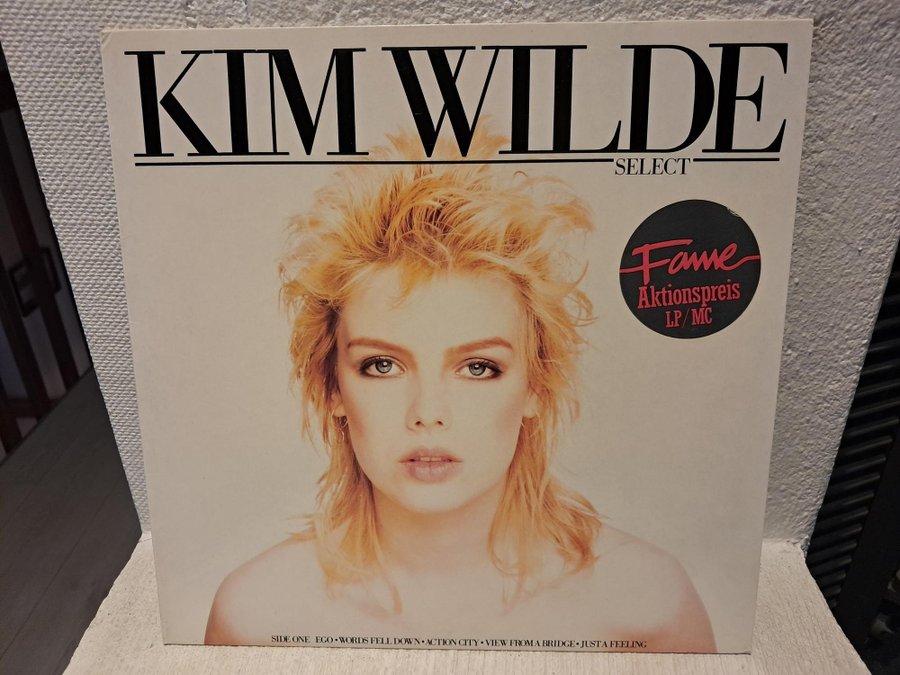 KIM WILDE
SELECT
Fame
Aktionspreis
LP/MC
SIDE ONE EGO • WORDS FELL DOWN • ACTION CITY • VIEW FROM A BRIDGE • JUST A FEELING